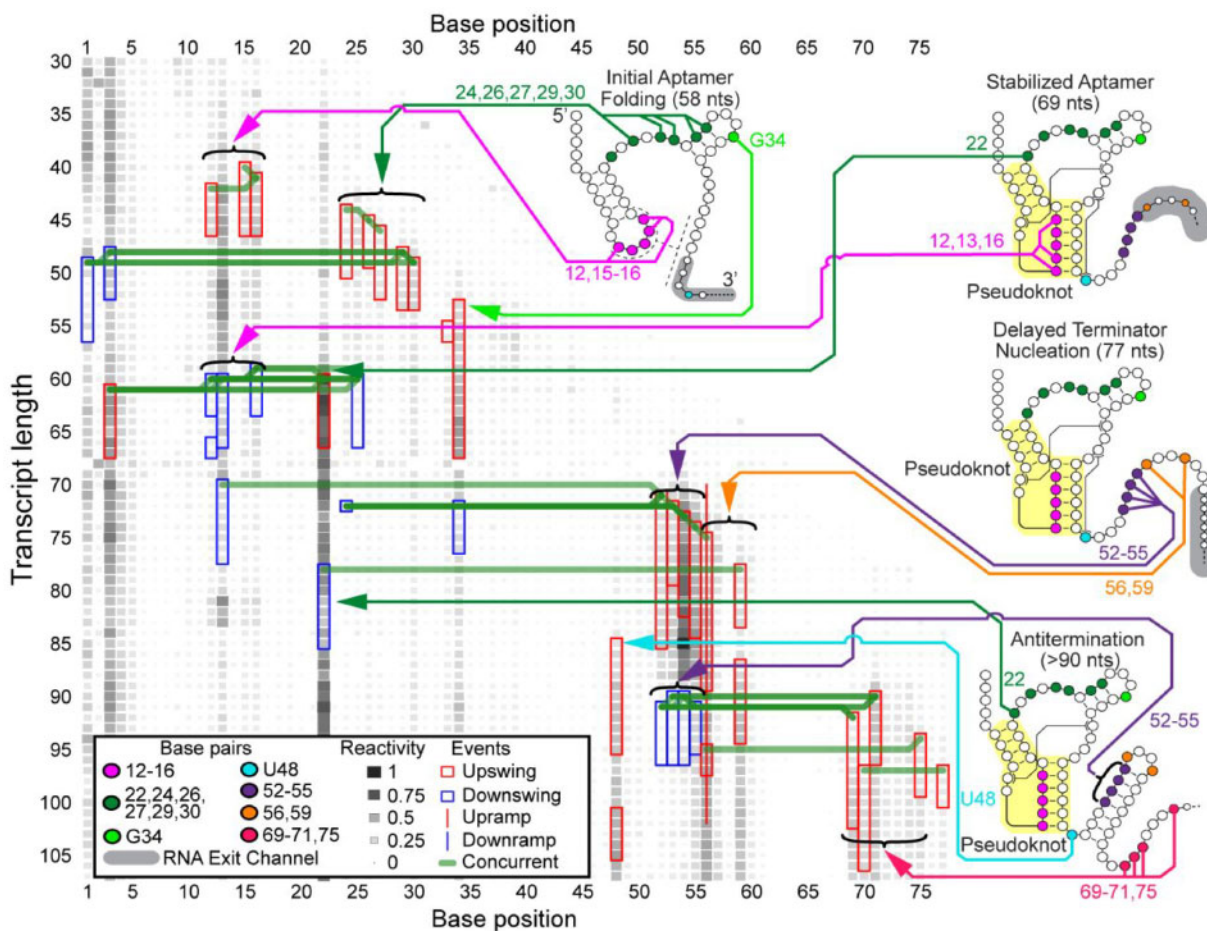 Base position
1 5 10 15 20 25 30 35 40 45 50 55 60 65 70 75
Transcript length
30
35
40
45
50
55
60
65
70
75
80
85
90
95
100
105
24,26,27,29,30
Initial Aptamer
Folding (58 nts)
5'
G34
12,15-16
3'
Stabilized Aptamer
(69 nts)
22
12,13,16
Pseudoknot
Delayed Terminator
Nucleation (77 nts)
Pseudoknot
52-55
56,59
Antitermination
(>90 nts)
22
52-55
U48
Pseudoknot
69-71,75
Base pairs
12-16
22,24,26,
27,29,30
G34
U48
52-55
56,59
69-71,75
RNA Exit Channel
Reactivity
1
0.75
0.5
0.25
0
Events
Upswing
Downswing
Upramp
Downramp
Concurrent
1 5 10 15 20 25 30 35 40 45 50 55 60 65 70 75
Base position